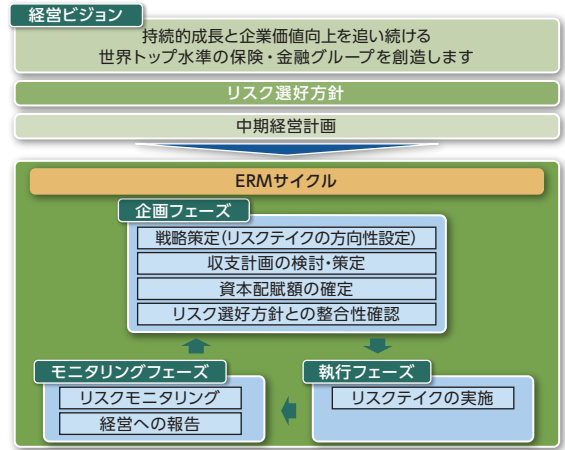 経営ビジョン
持続的成長と企業価値向上を追い続ける
世界トップ水準の保険・金融グループを創造します
リスク選好方針
中期経営計画
ERMサイクル
企画フェーズ
戦略策定(リスクテイクの方向性設定)
収支計画の検討・策定
資本配賦額の確定
リスク選好方針との整合性確認
モニタリングフェーズ
リスクモニタリング
経営への報告
執行フェーズ
リスクテイクの実施